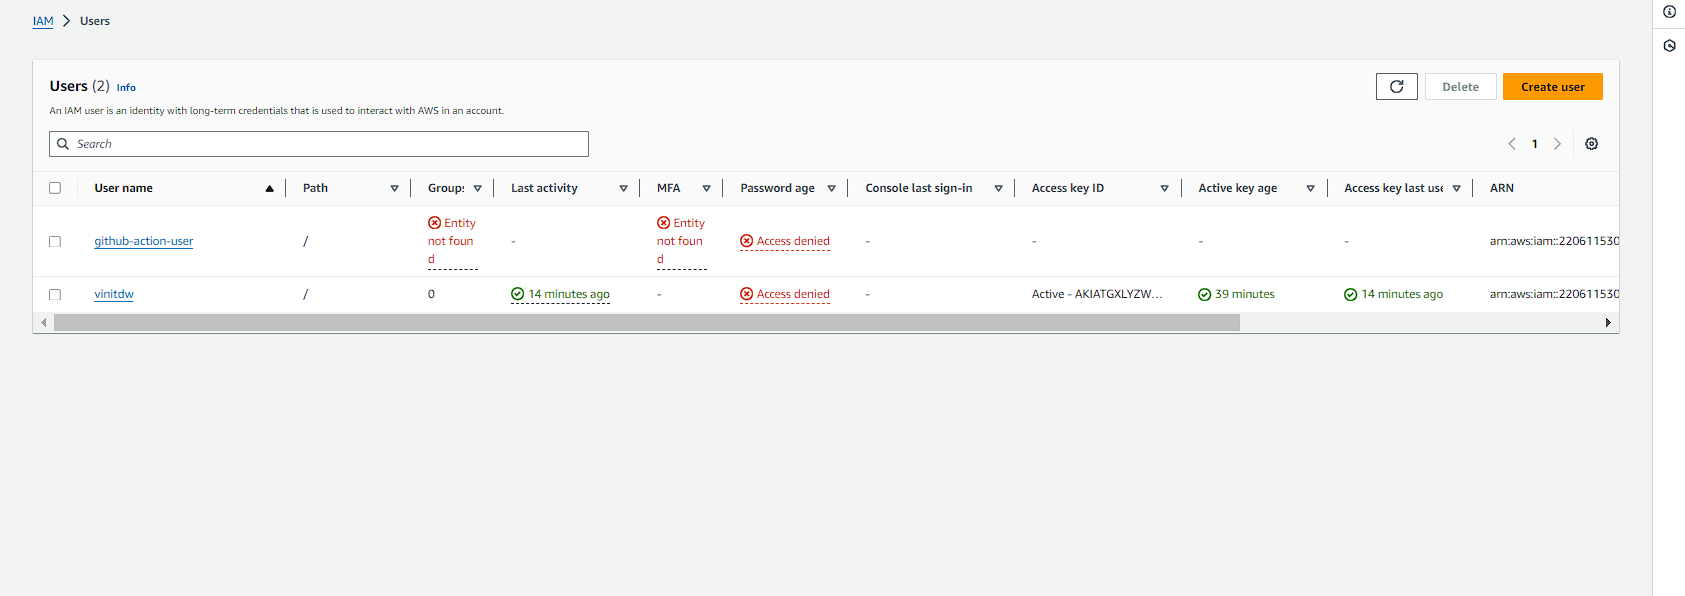 IAM > Users
Users (2) Info
An IAM user is an identity with long-term credentials that is used to interact with AWS in an account.
Delete
Create user
Search
1
User name Path Groups Last activity MFA Password age Console last sign-in Access key ID Active key age Access key last use ARN
github-action-user / Entity not found - Entity not found Access denied - - - - arn:aws:iam::220611530
vinitdw / 0 14 minutes ago - Access denied - Active - AKIATGXLYZW... 39 minutes 14 minutes ago arn:aws:iam::220611530